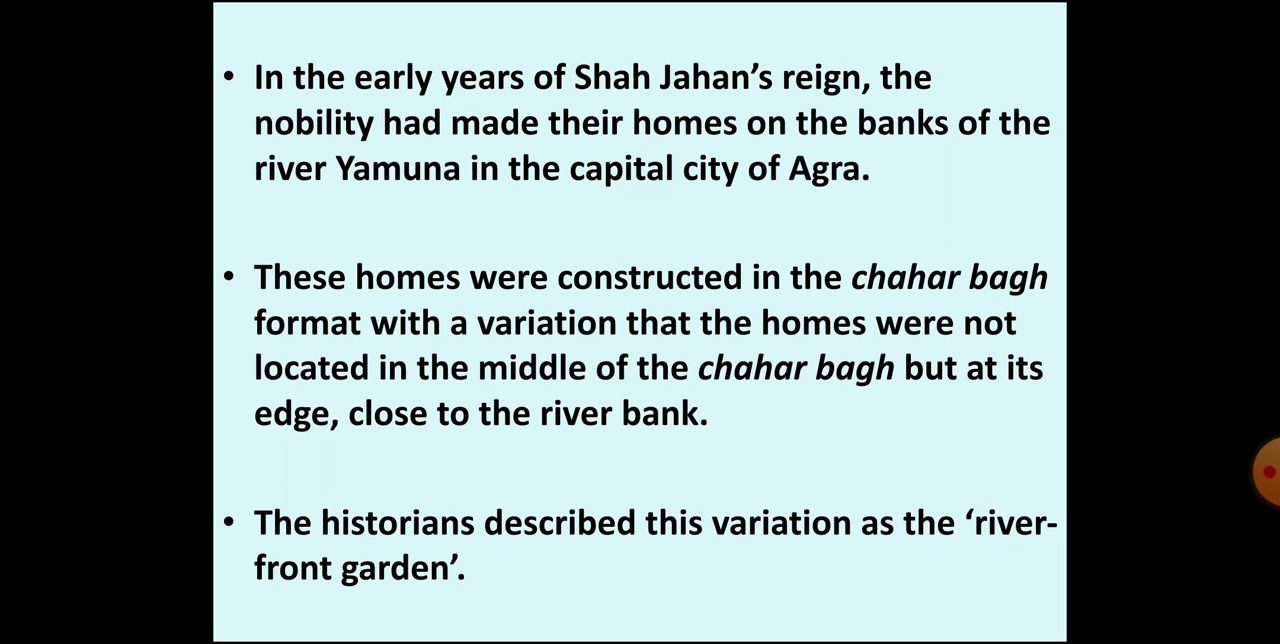 • In the early years of Shah Jahan’s reign, the
nobility had made their homes on the banks of the
river Yamuna in the capital city of Agra.
• These homes were constructed in the chahar bagh
format with a variation that the homes were not
located in the middle of the chahar bagh but at its
edge, close to the river bank.
• The historians described this variation as the ‘river-
front garden’.